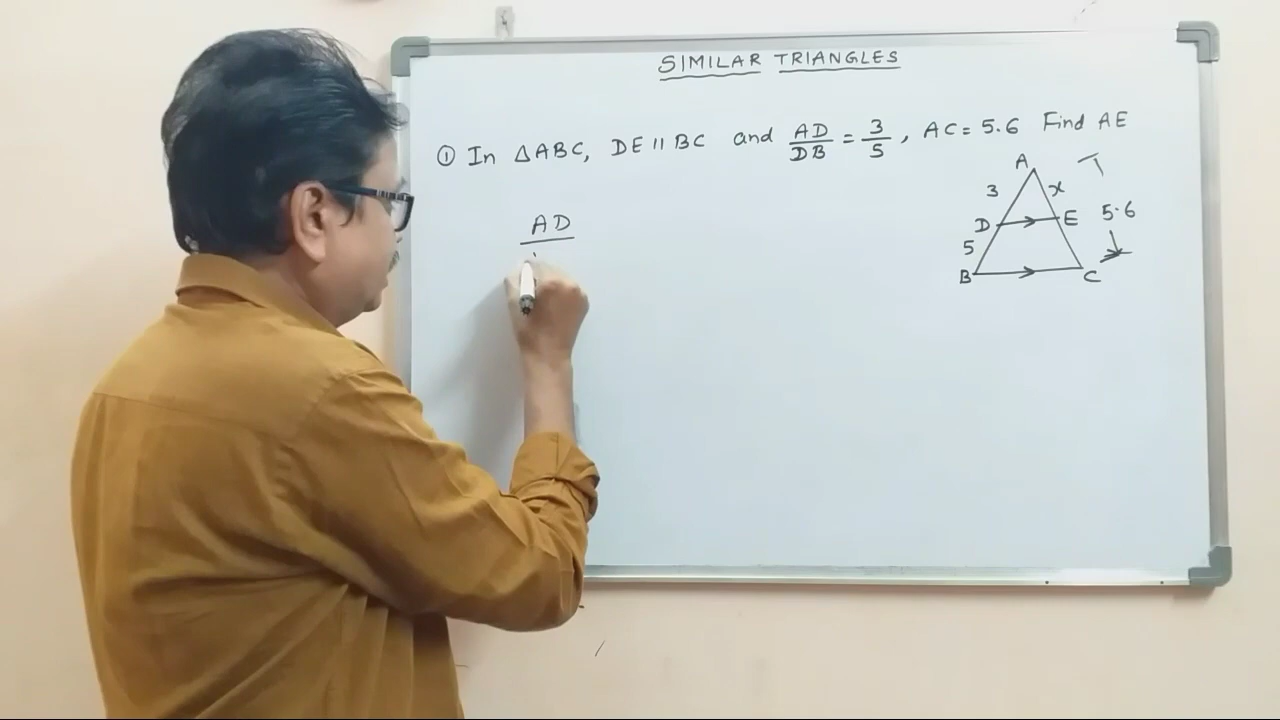 SIMILAR TRIANGLES
① In △ABC, DE || BC and AD/DB = 3/5, AC = 5.6 Find AE
AD
A
3 x
D E 5.6
5
B C